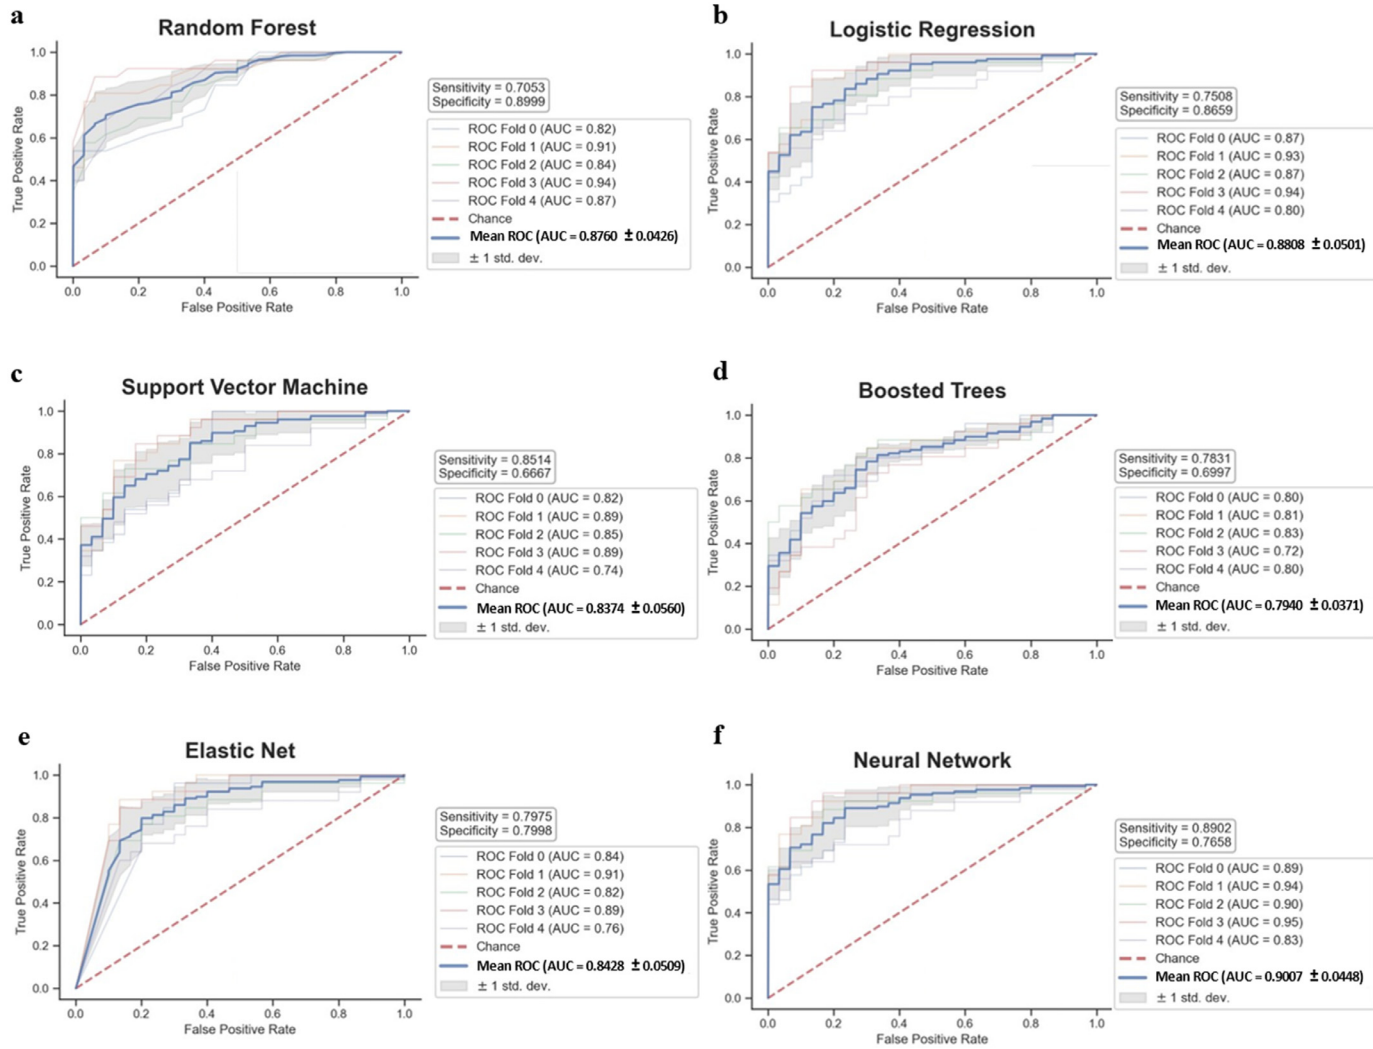 a
Random Forest
1.0
0.8
0.6
0.4
0.2
0.0
True Positive Rate
0.0 0.2 0.4 0.6 0.8 1.0
False Positive Rate
Sensitivity = 0.7053
Specificity = 0.8999
ROC Fold 0 (AUC = 0.82)
ROC Fold 1 (AUC = 0.91)
ROC Fold 2 (AUC = 0.84)
ROC Fold 3 (AUC = 0.94)
ROC Fold 4 (AUC = 0.87)
Chance
Mean ROC (AUC = 0.8760 ± 0.0426)
± 1 std. dev.
b
Logistic Regression
1.0
0.8
0.6
0.4
0.2
0.0
True Positive Rate
0.0 0.2 0.4 0.6 0.8 1.0
False Positive Rate
Sensitivity = 0.7508
Specificity = 0.8659
ROC Fold 0 (AUC = 0.87)
ROC Fold 1 (AUC = 0.93)
ROC Fold 2 (AUC = 0.87)
ROC Fold 3 (AUC = 0.94)
ROC Fold 4 (AUC = 0.80)
Chance
Mean ROC (AUC = 0.8808 ± 0.0501)
± 1 std. dev.
c
Support Vector Machine
1.0
0.8
0.6
0.4
0.2
0.0
True Positive Rate
0.0 0.2 0.4 0.6 0.8 1.0
False Positive Rate
Sensitivity = 0.8514
Specificity = 0.6667
ROC Fold 0 (AUC = 0.82)
ROC Fold 1 (AUC = 0.89)
ROC Fold 2 (AUC = 0.85)
ROC Fold 3 (AUC = 0.89)
ROC Fold 4 (AUC = 0.74)
Chance
Mean ROC (AUC = 0.8374 ± 0.0560)
± 1 std. dev.
d
Boosted Trees
1.0
0.8
0.6
0.4
0.2
0.0
True Positive Rate
0.0 0.2 0.4 0.6 0.8 1.0
False Positive Rate
Sensitivity = 0.7831
Specificity = 0.6997
ROC Fold 0 (AUC = 0.80)
ROC Fold 1 (AUC = 0.81)
ROC Fold 2 (AUC = 0.83)
ROC Fold 3 (AUC = 0.72)
ROC Fold 4 (AUC = 0.80)
Chance
Mean ROC (AUC = 0.7940 ± 0.0371)
± 1 std. dev.
e
Elastic Net
1.0
0.8
0.6
0.4
0.2
0.0
True Positive Rate
0.0 0.2 0.4 0.6 0.8 1.0
False Positive Rate
Sensitivity = 0.7975
Specificity = 0.7998
ROC Fold 0 (AUC = 0.84)
ROC Fold 1 (AUC = 0.91)
ROC Fold 2 (AUC = 0.82)
ROC Fold 3 (AUC = 0.89)
ROC Fold 4 (AUC = 0.76)
Chance
Mean ROC (AUC = 0.8428 ± 0.0509)
± 1 std. dev.
f
Neural Network
1.0
0.8
0.6
0.4
0.2
0.0
True Positive Rate
0.0 0.2 0.4 0.6 0.8 1.0
False Positive Rate
Sensitivity = 0.8902
Specificity = 0.7658
ROC Fold 0 (AUC = 0.89)
ROC Fold 1 (AUC = 0.94)
ROC Fold 2 (AUC = 0.90)
ROC Fold 3 (AUC = 0.95)
ROC Fold 4 (AUC = 0.83)
Chance
Mean ROC (AUC = 0.9007 ± 0.0448)
± 1 std. dev.